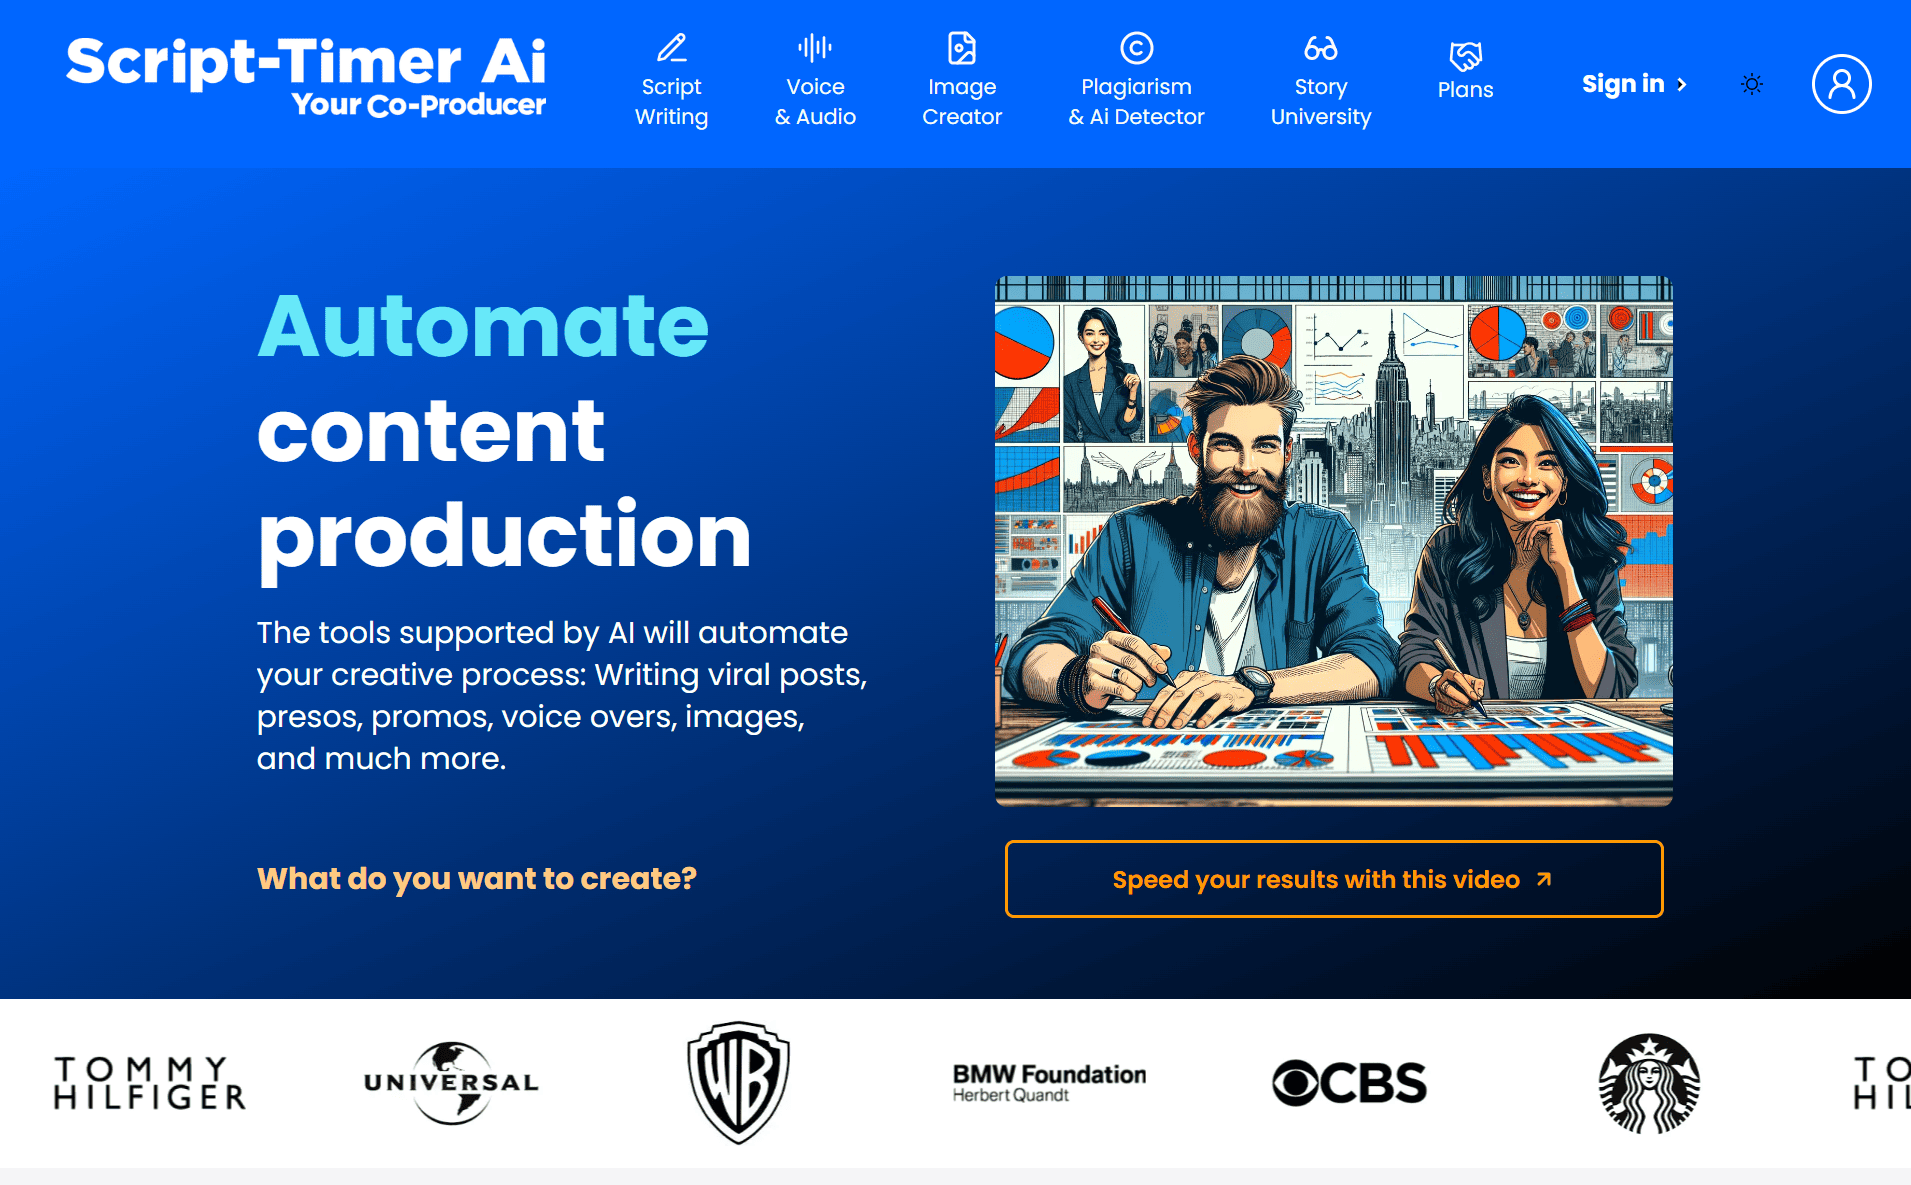 Script-Timer Ai
Your Co-Producer
Script
Writing
Voice
& Audio
Image
Creator
Plagiarism
& Ai Detector
Story
University
Plans
Sign in
Automate
content
production
The tools supported by AI will automate
your creative process: Writing viral posts,
presos, promos, voice overs, images,
and much more.
What do you want to create?
Speed your results with this video
TOMMY
HILFIGER
UNIVERSAL
WB
BMW Foundation
Herbert Quandt
CBS
TO
HIL